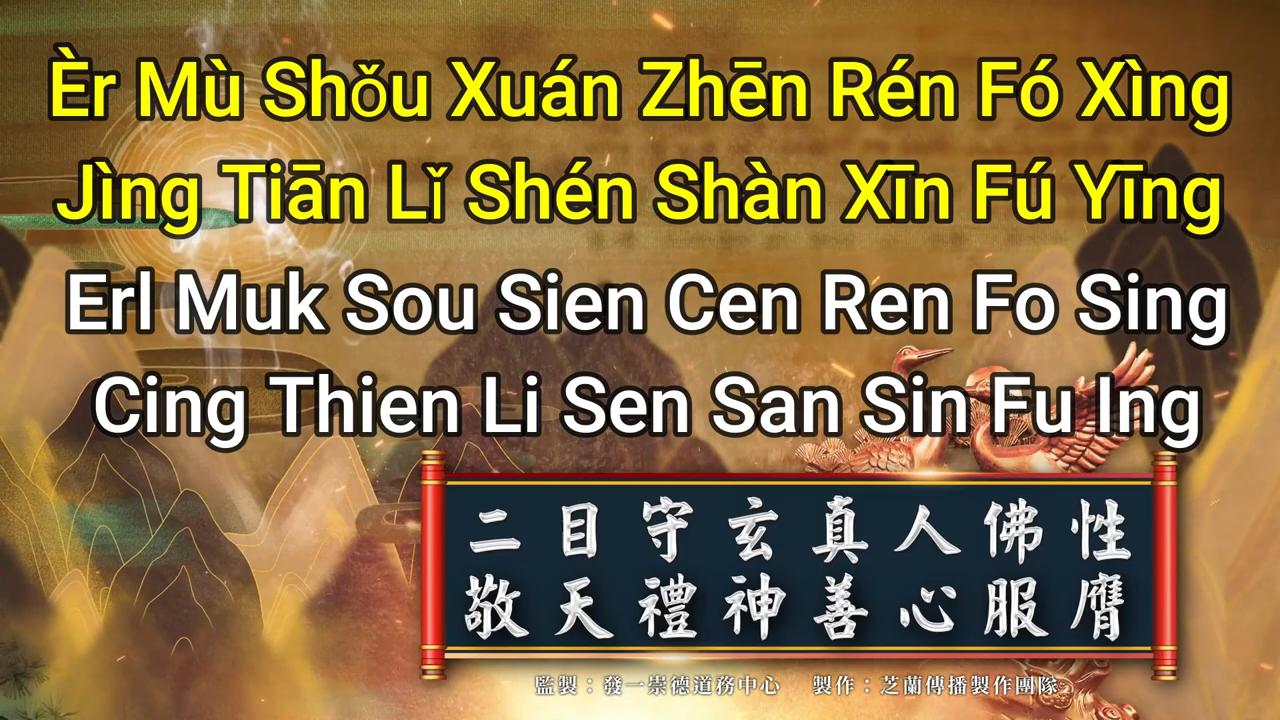 Èr Mù Shǒu Xuán Zhēn Rén Fó Xìng
Jìng Tiān Lǐ Shén Shàn Xīn Fú Yīng
Erl Muk Sou Sien Cen Ren Fo Sing
Cing Thien Li Sen San Sin Fu Ing
二目守玄真人佛性
敬天禮神善心服膺
監製：發一崇德道務中心 製作：芝蘭傳播製作團隊